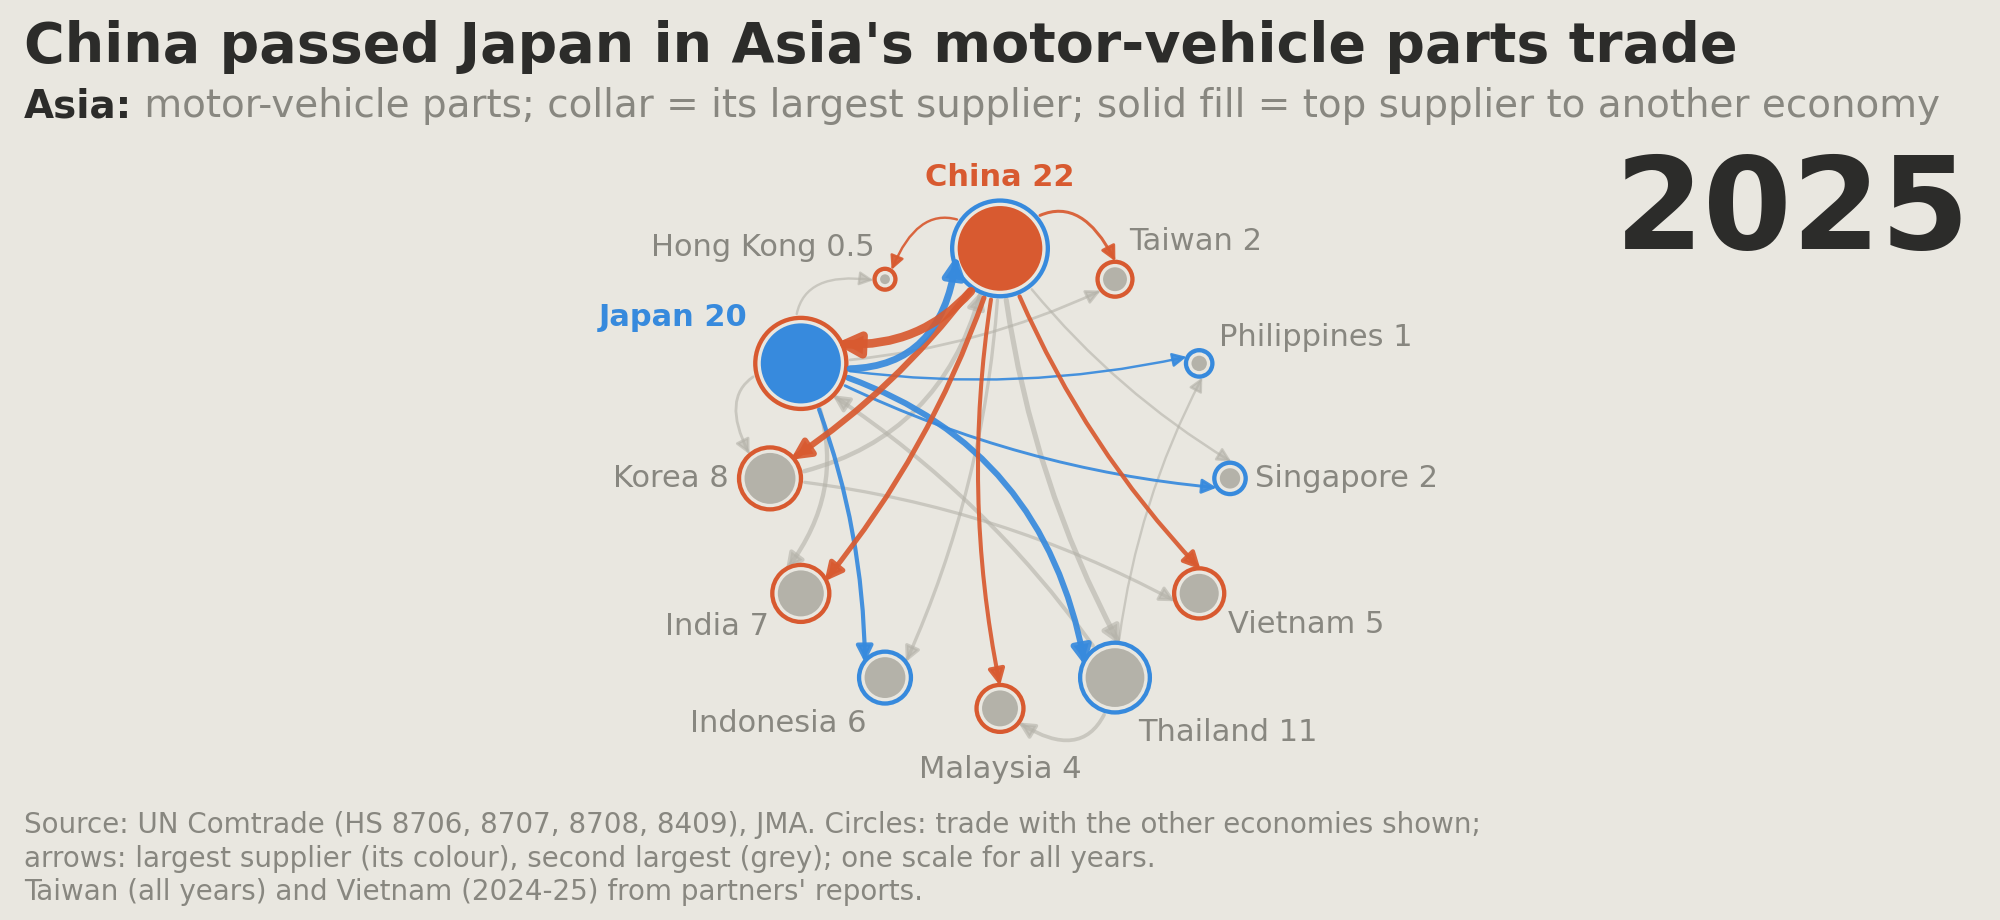 China passed Japan in Asia's motor-vehicle parts trade
Asia: motor-vehicle parts; collar = its largest supplier; solid fill = top supplier to another economy
2025
China 22
Hong Kong 0.5
Taiwan 2
Japan 20
Philippines 1
Korea 8
Singapore 2
India 7
Vietnam 5
Indonesia 6
Thailand 11
Malaysia 4
Source: UN Comtrade (HS 8706, 8707, 8708, 8409), JMA. Circles: trade with the other economies shown;
arrows: largest supplier (its colour), second largest (grey); one scale for all years.
Taiwan (all years) and Vietnam (2024-25) from partners' reports.